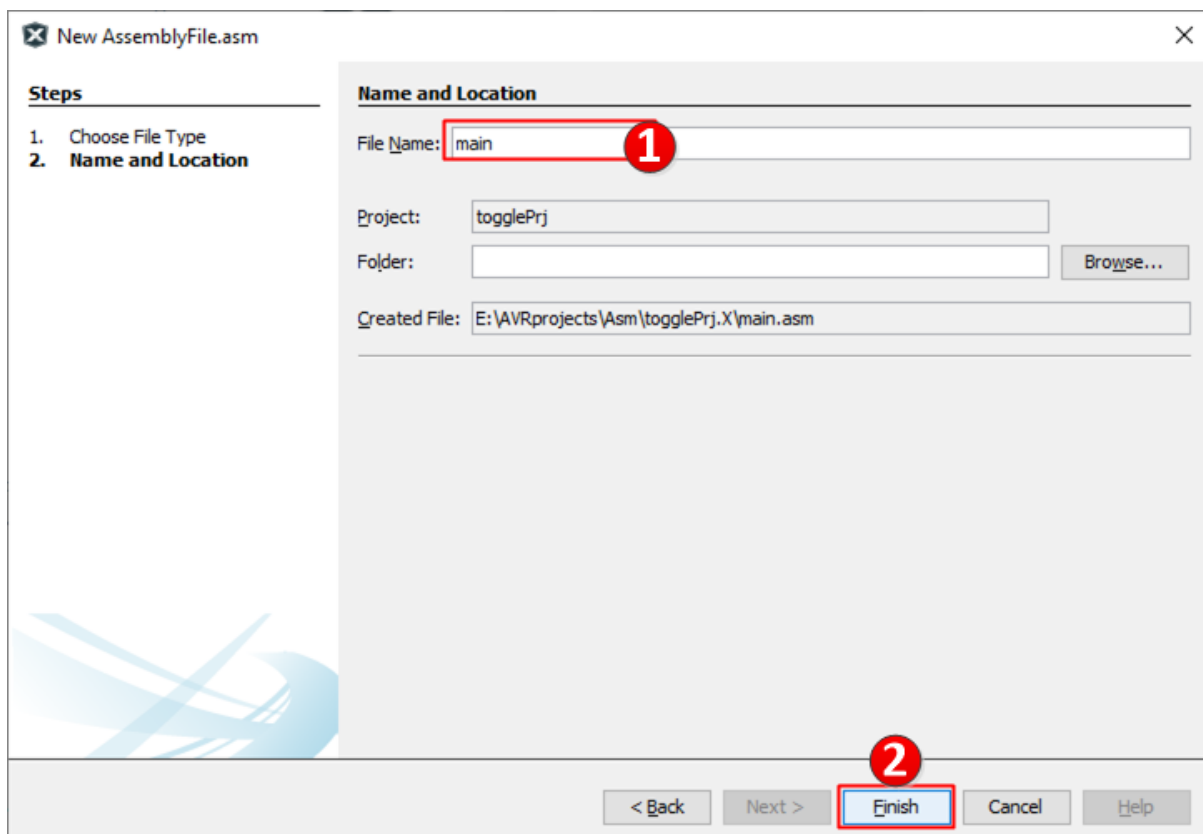 New AssemblyFile.asm
Steps
1. Choose File Type
2. Name and Location
Name and Location
File Name: main
1
Project: togglePrj
Folder: Browse...
Created File: E:\AVRprojects\Asm\togglePrj.X\main.asm
2
< Back Next > Finish Cancel Help